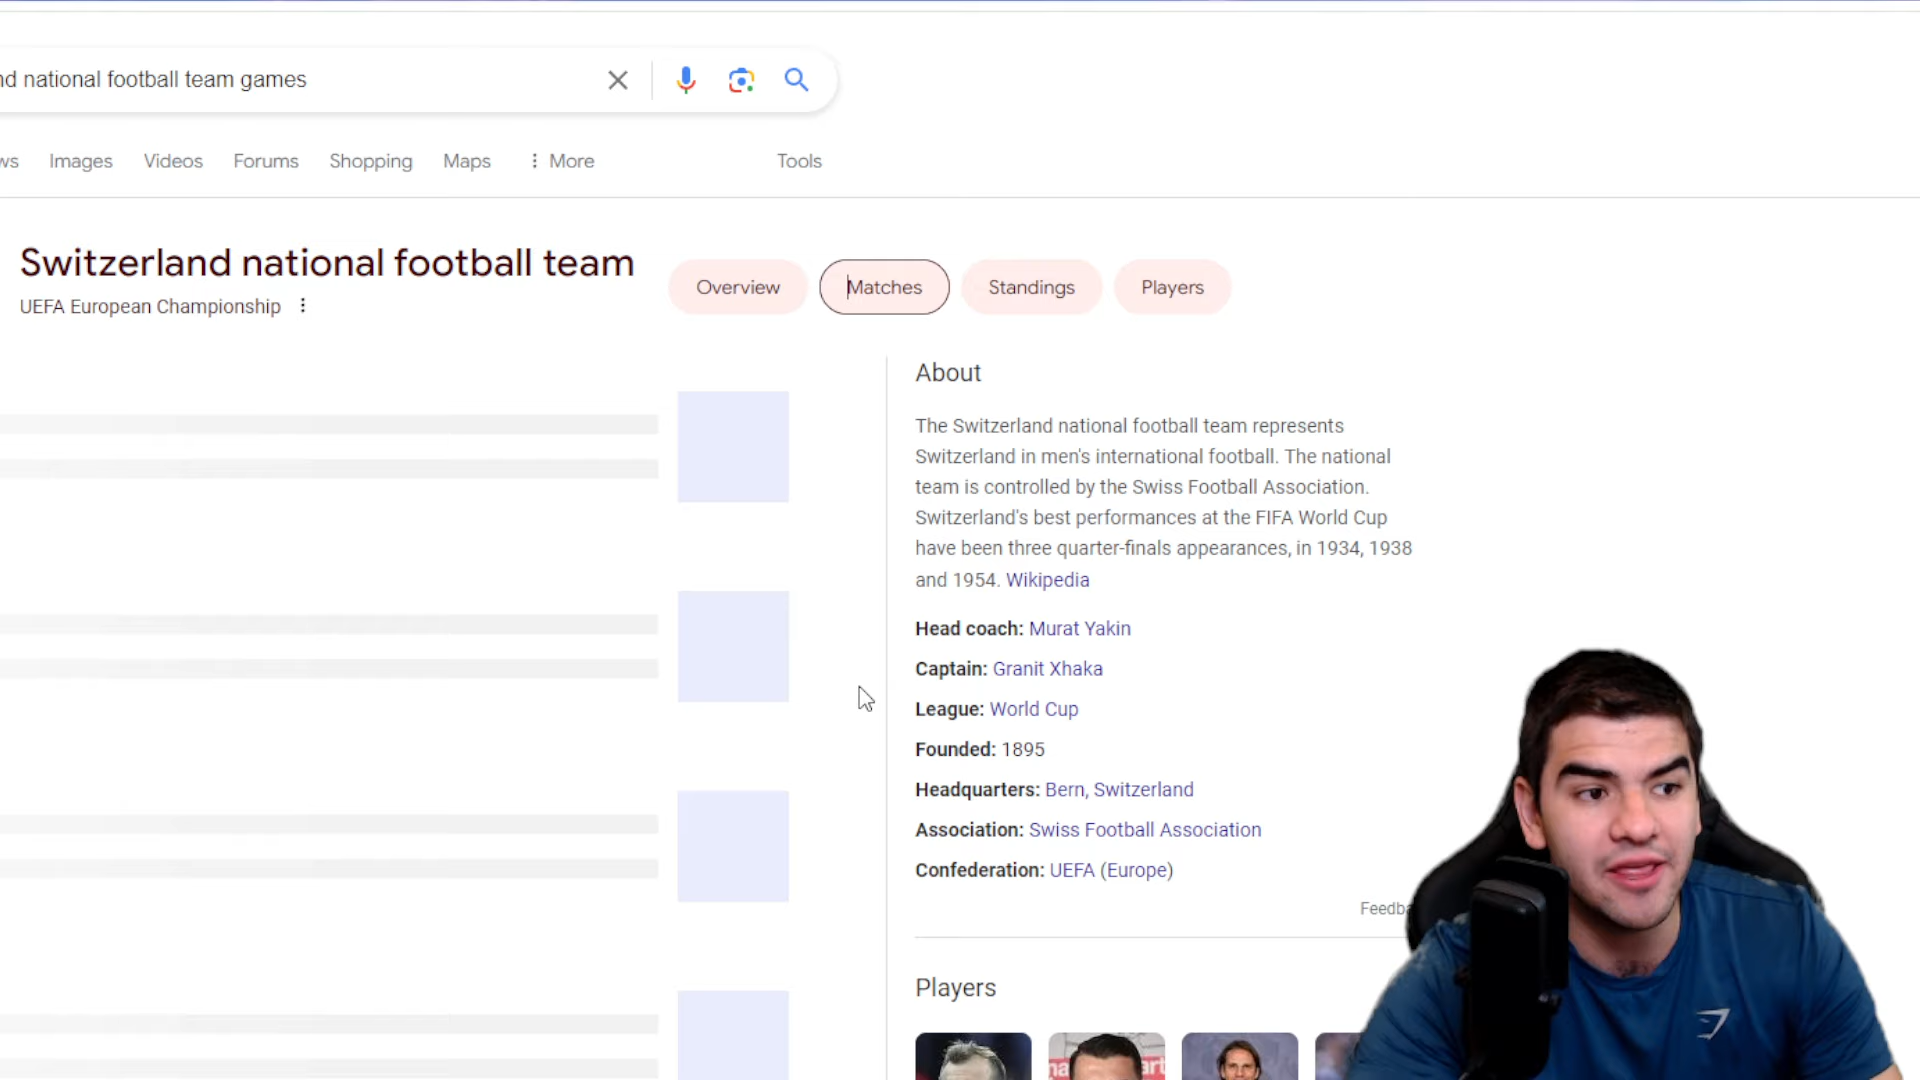 nd national football team games
ws Images Videos Forums Shopping Maps More Tools
Switzerland national football team
UEFA European Championship
Overview Matches Standings Players
About
The Switzerland national football team represents
Switzerland in men's international football. The national
team is controlled by the Swiss Football Association.
Switzerland's best performances at the FIFA World Cup
have been three quarter-finals appearances, in 1934, 1938
and 1954. Wikipedia
Head coach: Murat Yakin
Captain: Granit Xhaka
League: World Cup
Founded: 1895
Headquarters: Bern, Switzerland
Association: Swiss Football Association
Confederation: UEFA (Europe)
Feedba
Players